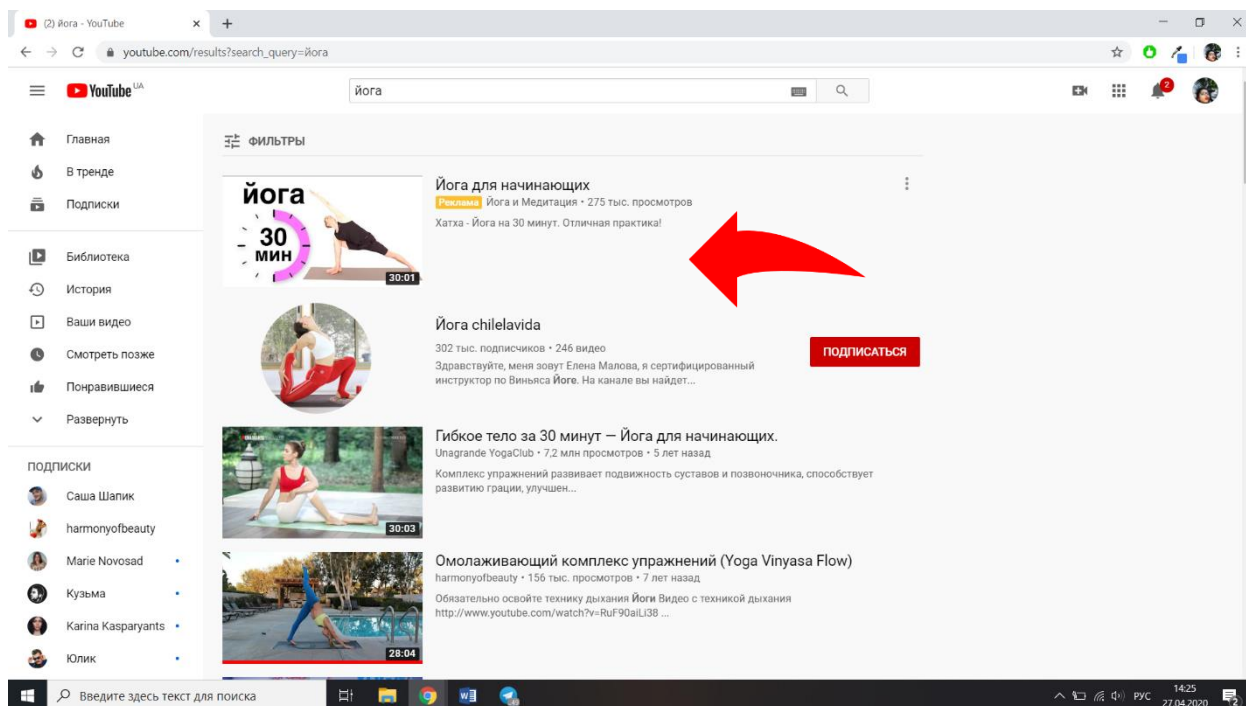 (2) йога - YouTube
youtube.com/results?search_query=йога
YouTube UA
йога
2
Главная
В тренде
Подписки
Библиотека
История
Ваши видео
Смотреть позже
Понравившиеся
Развернуть
ПОДПИСКИ
Саша Шапик
harmonyofbeauty
Marie Novosad
Кузьма
Karina Kasparyants
Юлик
ФИЛЬТРЫ
йога
30
МИН
30:01
Йога для начинающих
Реклама Йога и Медитация • 275 тыс. просмотров
Хатха - Йога на 30 минут. Отличная практика!
Йога chilelavida
302 тыс. подписчиков • 246 видео
Здравствуйте, меня зовут Елена Малова, я сертифицированный
инструктор по Виньяса Йоге. На канале вы найдет...
ПОДПИСАТЬСЯ
30:03
Гибкое тело за 30 минут — Йога для начинающих.
Unagrande YogaClub • 7,2 млн просмотров • 5 лет назад
Комплекс упражнений развивает подвижность суставов и позвоночника, способствует
развитию грации, улучшен...
28:04
Омолаживающий комплекс упражнений (Yoga Vinyasa Flow)
harmonyofbeauty • 156 тыс. просмотров • 7 лет назад
Обязательно освойте технику дыхания Йоги Видео с техникой дыхания
http://www.youtube.com/watch?v=RuF90aiLi38 ...
Введите здесь текст для поиска
РУС
14:25
27.04.2020
2